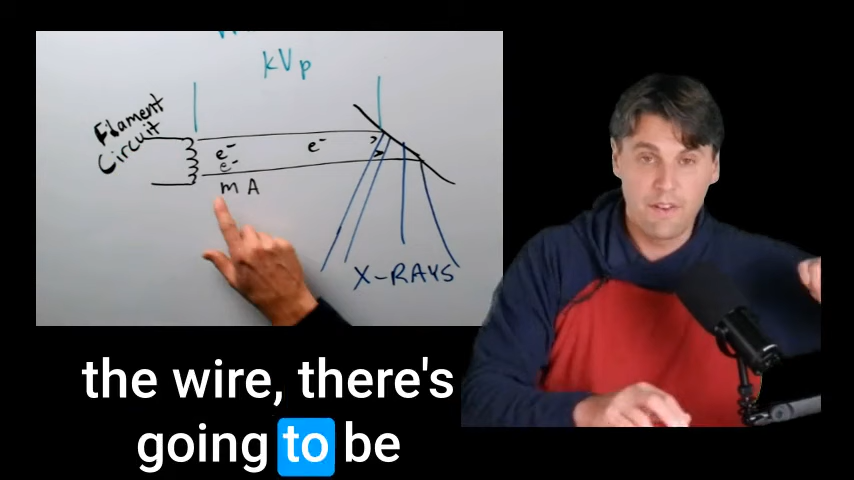 kVp
Filament
Circuit
e⁻
e⁻
e⁻
mA
X-RAYS
the wire, there's
going to be